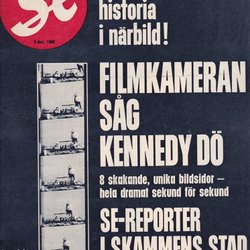 Se
historia
i närbild!
FILMKAMERAN
SÅG
KENNEDY DÖ
8 skakande, unika bildsidor –
hela dramat sekund för sekund
SE-REPORTER
I SKAMMENS STAD